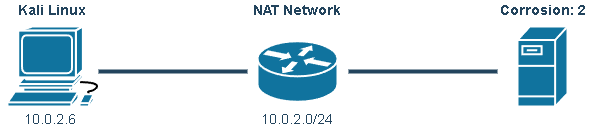 Kali Linux
NAT Network
Corrosion: 2
10.0.2.6
10.0.2.0/24